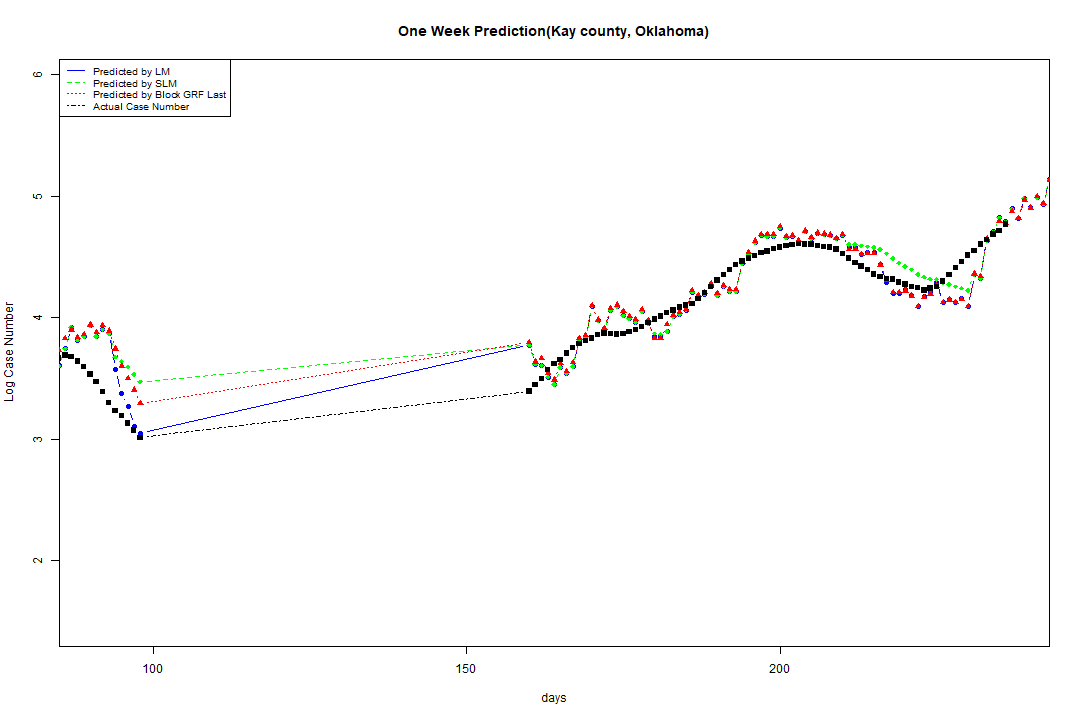 One Week Prediction(Kay county, Oklahoma)
Predicted by LM
Predicted by SLM
Predicted by Block GRF Last
Actual Case Number
6
5
4
3
2
Log Case Number
100 150 200
days